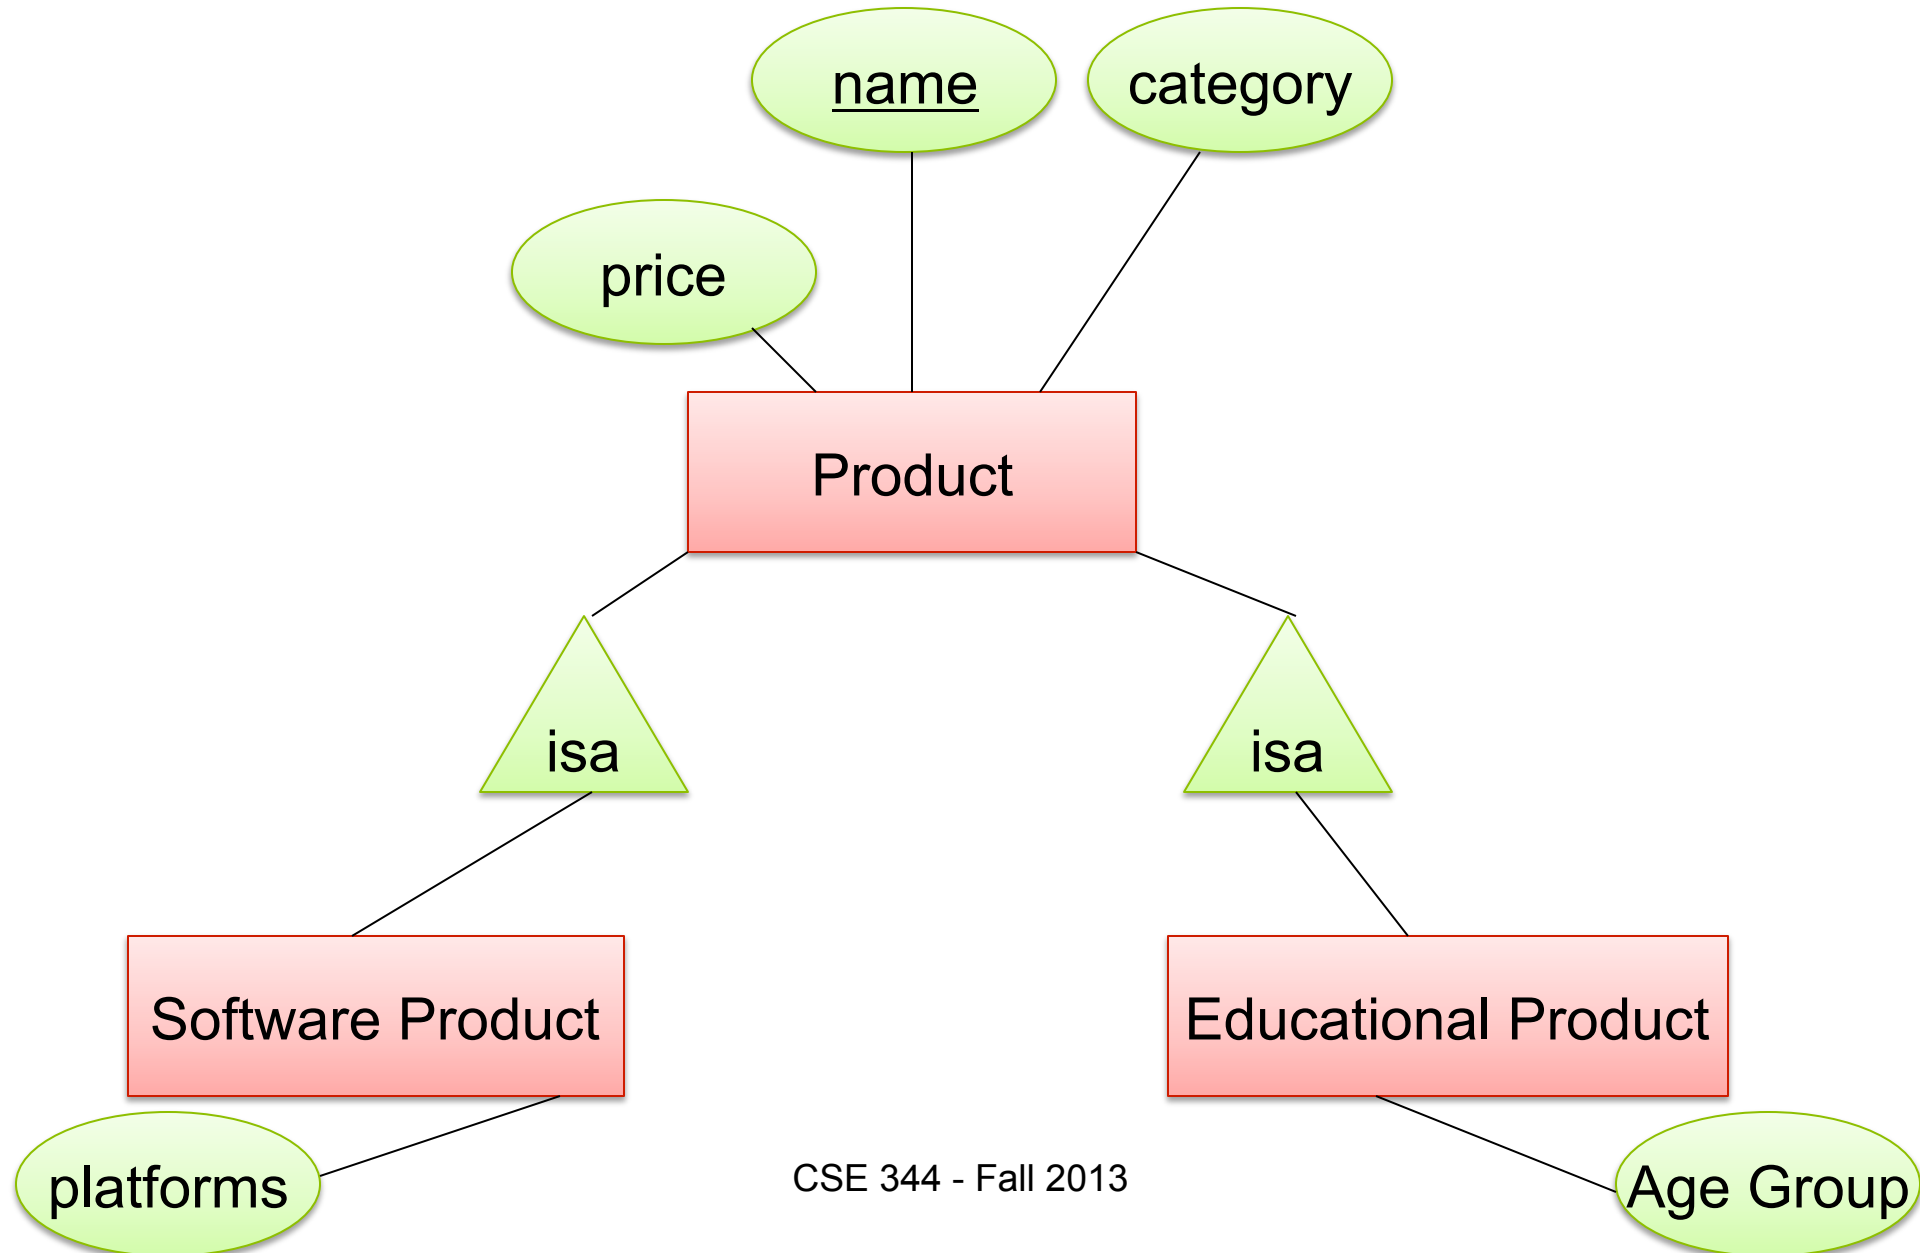 name
category
price
Product
isa
isa
Software Product
Educational Product
platforms
CSE 344 - Fall 2013
Age Group